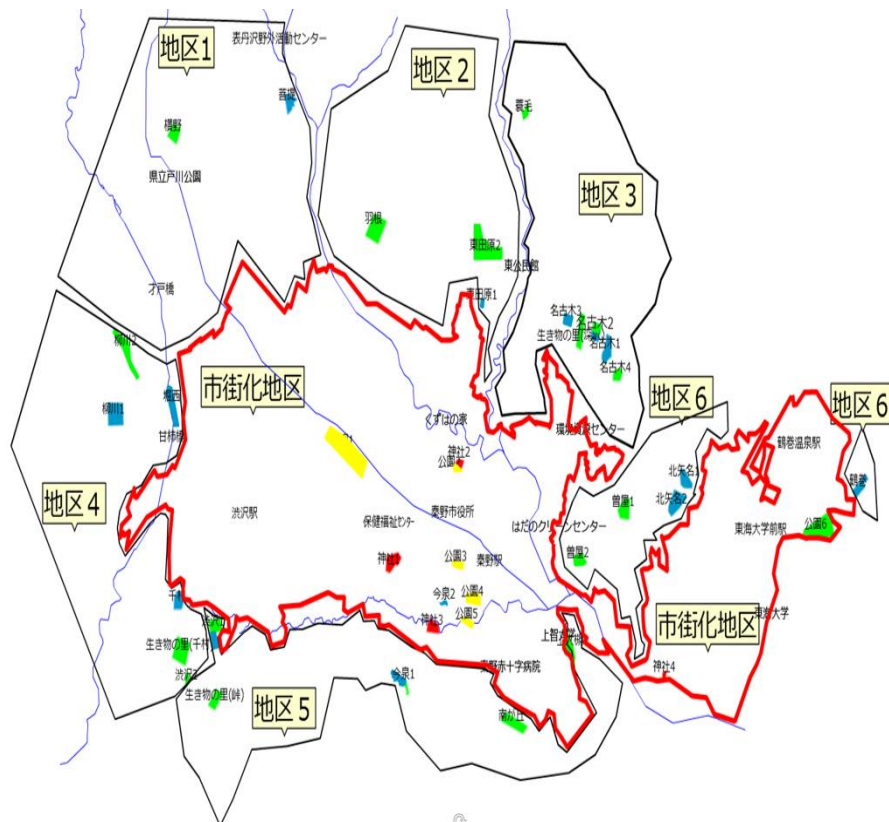 表丹沢野外活動センター
地区1
地区2
菩提
蓑毛
横野
県立戸川公園
地区3
羽根
東田原2
東公民館
才戸橋
東田原1
名古木3
名古木2
生き物の里
名古木1
柳川2
名古木4
堀西
市街化地区
地区6
地区6
柳川1
甘柿橋
くずはの家
環境資源センター
鶴巻温泉駅
神社2
公園
北矢名1
鶴巻
地区4
北矢名2
曽屋1
渋沢駅
保健福祉センター
秦野市役所
はだのクリーンセンター
東海大学前駅
公園6
神社1
公園3
秦野駅
曽屋2
千村
今泉2
公園4
公園5
神社3
市街化地区
東海大学
生き物の里(千村)
秦野赤十字病院
神社4
渋沢2
今泉1
生き物の里(峠)
地区5
南が丘